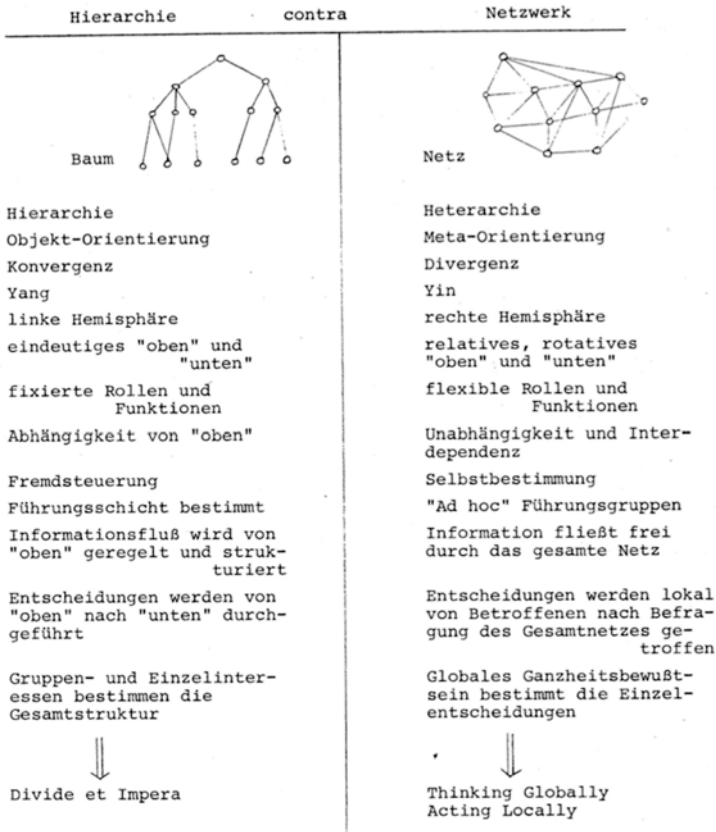 Hierarchie contra Netzwerk
Baum
Hierarchie
Objekt-Orientierung
Konvergenz
Yang
linke Hemisphäre
eindeutiges "oben" und
"unten"
fixierte Rollen und
Funktionen
Abhängigkeit von "oben"
Fremdsteuerung
Führungsschicht bestimmt
Informationsfluß wird von
"oben" geregelt und struk-
turiert
Entscheidungen werden von
"oben" nach "unten" durch-
geführt
Gruppen- und Einzelinter-
essen bestimmen die
Gesamtstruktur
Divide et Impera
Netz
Heterarchie
Meta-Orientierung
Divergenz
Yin
rechte Hemisphäre
relatives, rotatives
"oben" und "unten"
flexible Rollen und
Funktionen
Unabhängigkeit und Inter-
dependenz
Selbstbestimmung
"Ad hoc" Führungsgruppen
Information fließt frei
durch das gesamte Netz
Entscheidungen werden lokal
von Betroffenen nach Befra-
gung des Gesamtnetzes ge-
troffen
Globales Ganzheitsbewußt-
sein bestimmt die Einzel-
entscheidungen
Thinking Globally
Acting Locally